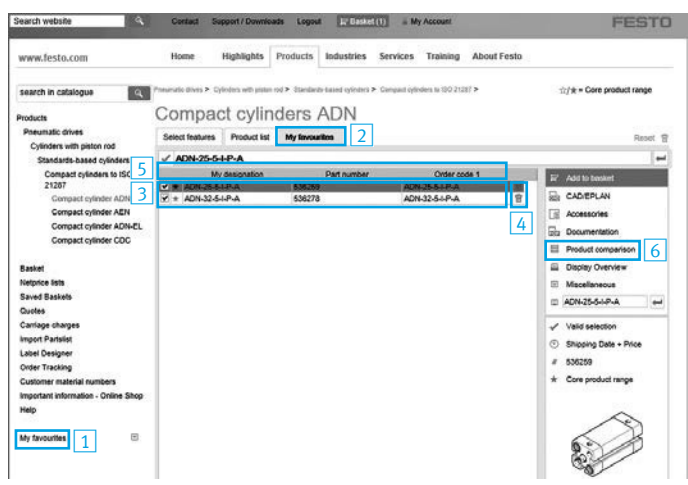 Search website
Contact Support / Downloads Logout Basket (1) My Account
FESTO
www.festo.com
Home Highlights Products Industries Services Training About Festo
search in catalogue
Pneumatic drives > Cylinders with piston rod > Standards-based cylinders > Compact cylinders to ISO 21287 >
☆/★ = Core product range
Products
Pneumatic drives
Cylinders with piston rod
Standards-based cylinders
Compact cylinders to ISO
21287
Compact cylinder ADN
Compact cylinder AEN
Compact cylinder ADN-EL
Compact cylinder CDC
Basket
Netprice lists
Saved Baskets
Quotes
Carriage charges
Import Partslist
Label Designer
Order Tracking
Customer material numbers
Important information - Online Shop
Help
My favourites 1
Compact cylinders ADN
Select features Product list My favourites 2
Reset
ADN-25-5-I-P-A
5 My designation Part number Order code 1
3 ADN-25-5-I-P-A 536259 ADN-25-5-I-P-A
ADN-32-5-I-P-A 536278 ADN-32-5-I-P-A
4
Add to basket
CAD/EPLAN
Accessories
Documentation
Product comparison 6
Display Overview
Miscellaneous
ADN-25-5-I-P-A
Valid selection
Shipping Date + Price
# 536259
Core product range